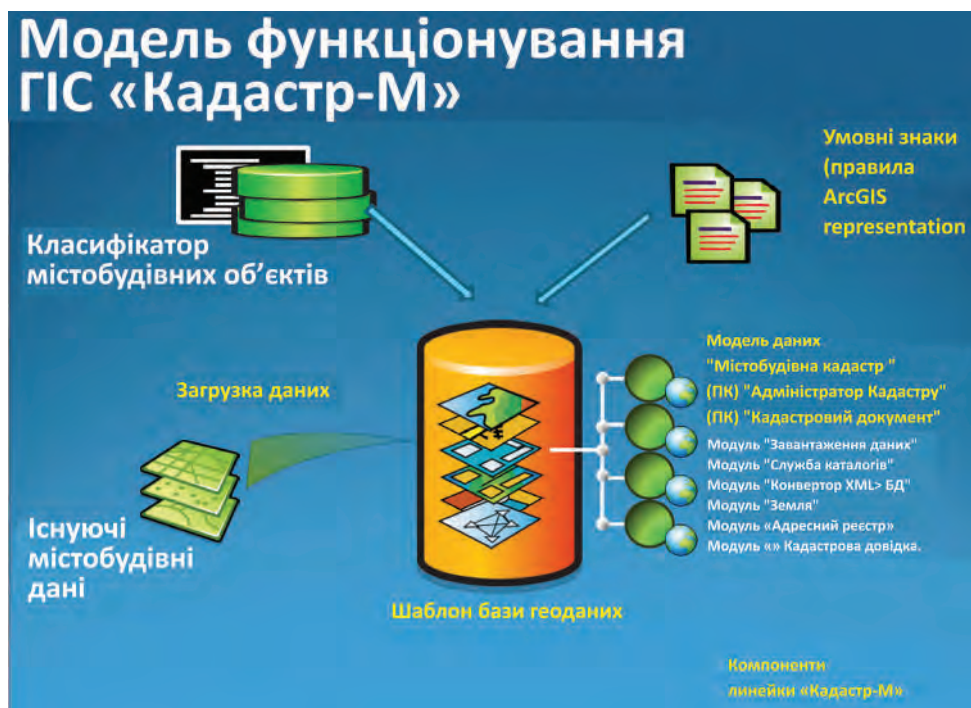 Модель функціонування
ГІС «Кадастр-М»
Умовні знаки
(правила
ArcGIS
representation
Класифікатор
містобудівних об’єктів
Загрузка даних
Існуючі
містобудівні
дані
Шаблон бази геоданих
Модель даних
"Містобудівна кадастр "
(ПК) "Адміністратор Кадастру"
(ПК) "Кадастровий документ"
Модуль "Завантаження даних"
Модуль "Служба каталогів"
Модуль "Конвертор XML> БД"
Модуль "Земля"
Модуль «Адресний реєстр»
Модуль «» Кадастрова довідка.
Компоненти
линейки «Кадастр-М»